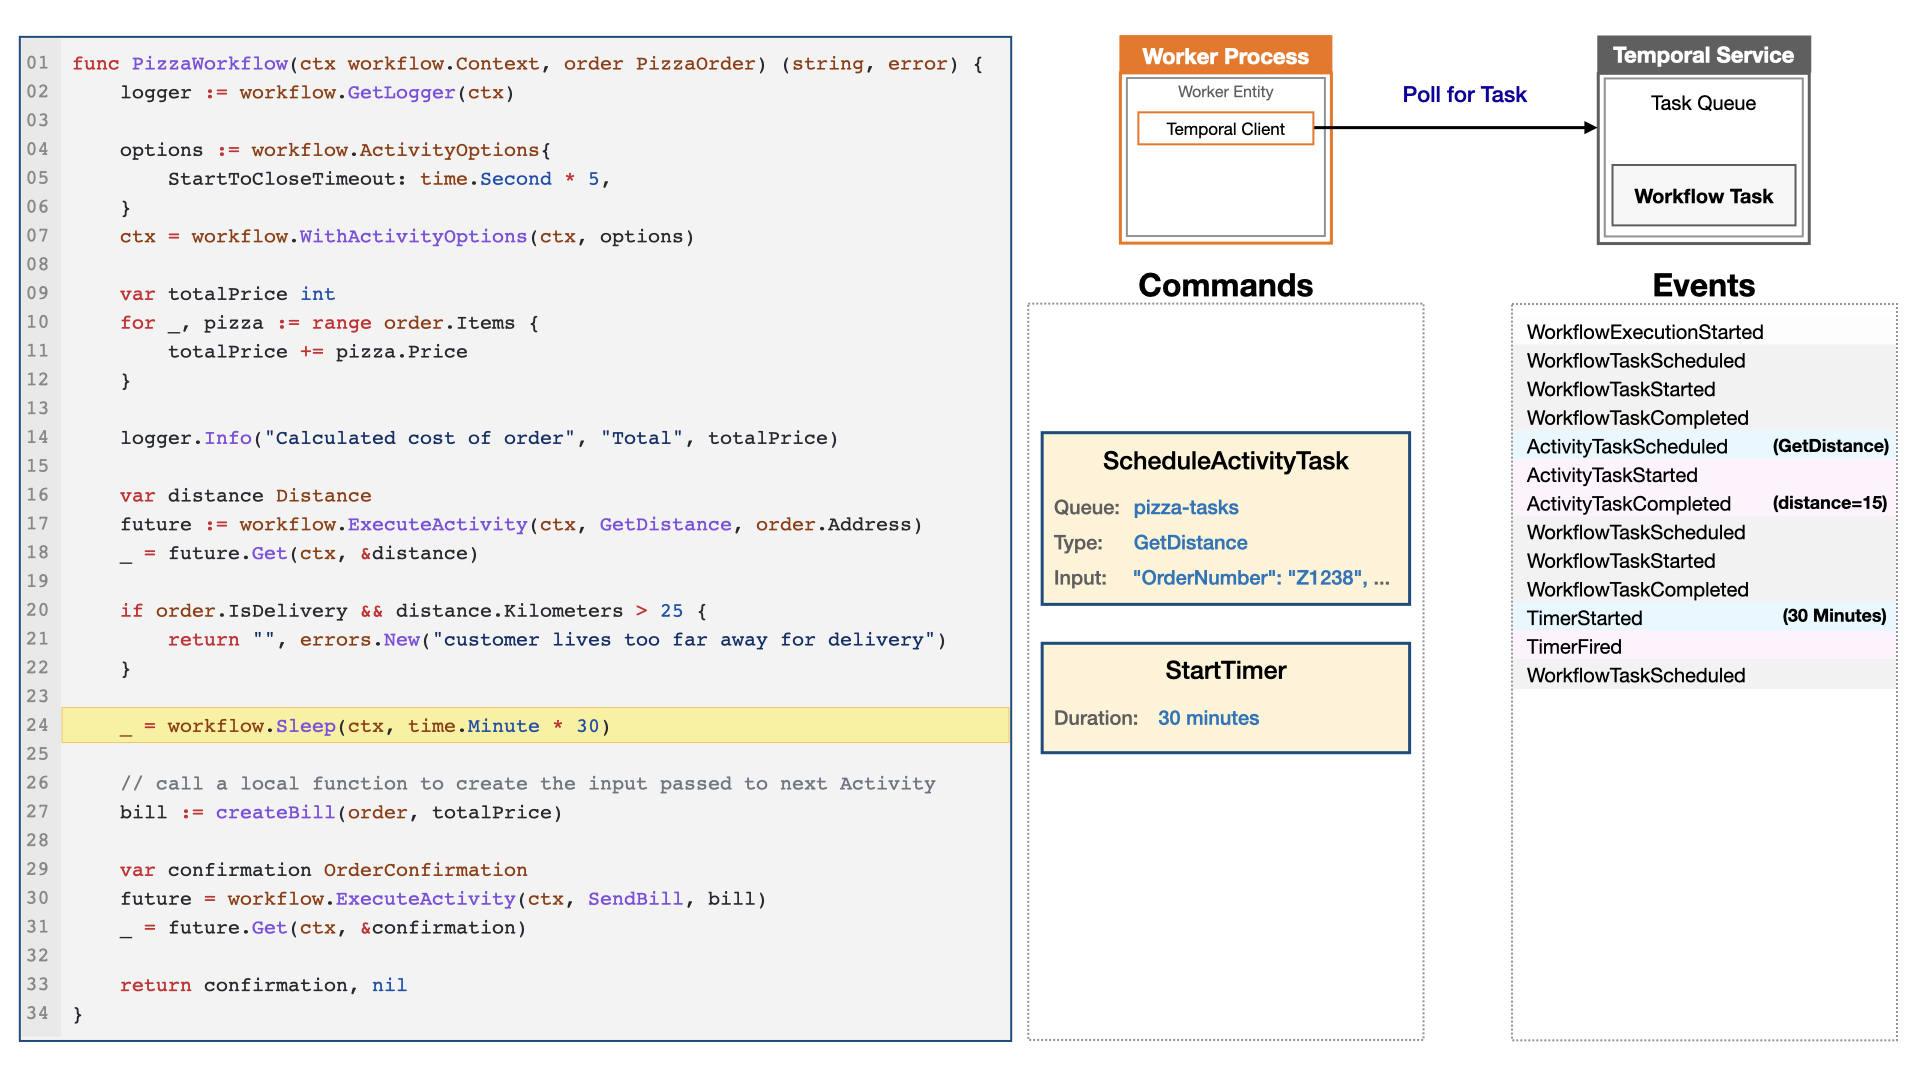 01 func PizzaWorkflow(ctx workflow.Context, order PizzaOrder) (string, error) {
02     logger := workflow.GetLogger(ctx)
03
04     options := workflow.ActivityOptions{
05         StartToCloseTimeout: time.Second * 5,
06     }
07     ctx = workflow.WithActivityOptions(ctx, options)
08
09     var totalPrice int
10     for _, pizza := range order.Items {
11         totalPrice += pizza.Price
12     }
13
14     logger.Info("Calculated cost of order", "Total", totalPrice)
15
16     var distance Distance
17     future := workflow.ExecuteActivity(ctx, GetDistance, order.Address)
18     _ = future.Get(ctx, &distance)
19
20     if order.IsDelivery && distance.Kilometers > 25 {
21         return "", errors.New("customer lives too far away for delivery")
22     }
23
24     _ = workflow.Sleep(ctx, time.Minute * 30)
25
26     // call a local function to create the input passed to next Activity
27     bill := createBill(order, totalPrice)
28
29     var confirmation OrderConfirmation
30     future = workflow.ExecuteActivity(ctx, SendBill, bill)
31     _ = future.Get(ctx, &confirmation)
32
33     return confirmation, nil
34 }
Worker Process
Worker Entity
Temporal Client
Poll for Task
Temporal Service
Task Queue
Workflow Task
Commands
ScheduleActivityTask
Queue: pizza-tasks
Type: GetDistance
Input: "OrderNumber": "Z1238", ...
StartTimer
Duration: 30 minutes
Events
WorkflowExecutionStarted
WorkflowTaskScheduled
WorkflowTaskStarted
WorkflowTaskCompleted
ActivityTaskScheduled (GetDistance)
ActivityTaskStarted
ActivityTaskCompleted (distance=15)
WorkflowTaskScheduled
WorkflowTaskStarted
WorkflowTaskCompleted
TimerStarted (30 Minutes)
TimerFired
WorkflowTaskScheduled